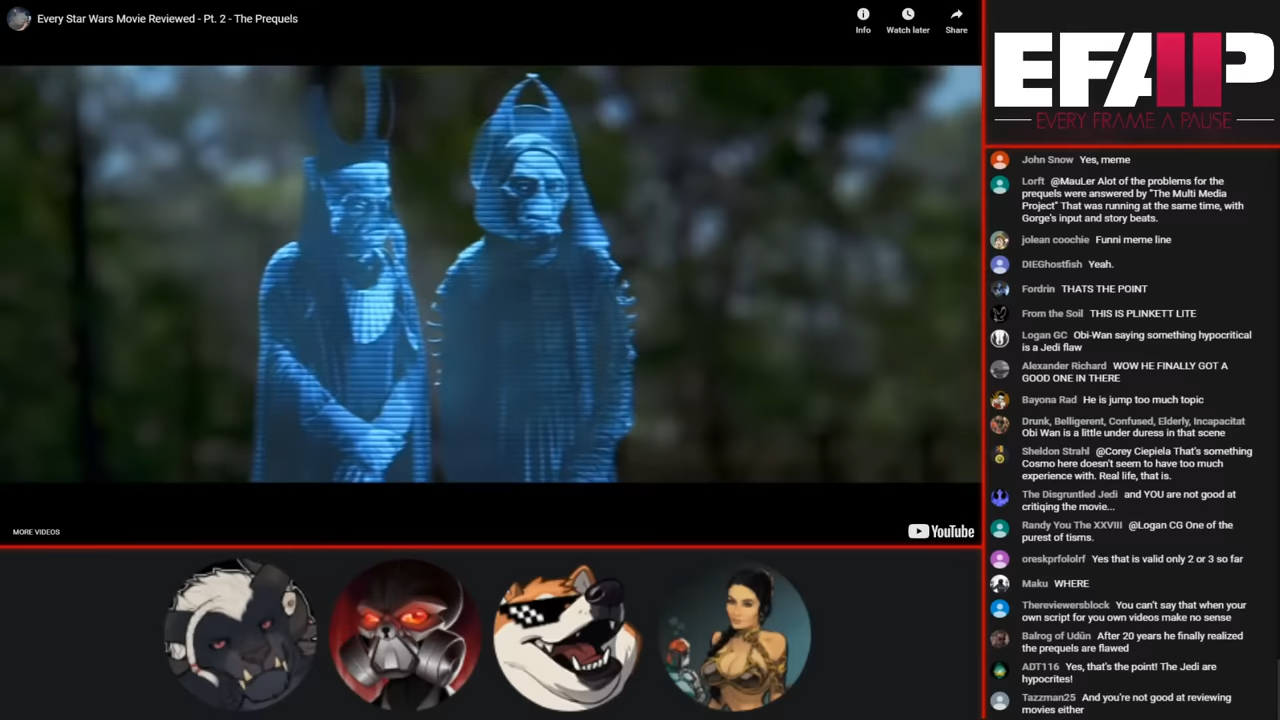 Every Star Wars Movie Reviewed - Pt. 2 - The Prequels
Info
Watch later
Share
MORE VIDEOS
YouTube
EFAP
EVERY FRAME A PAUSE
John Snow Yes, meme
Lorft @MauLer Alot of the problems for the
prequels were answered by "The Multi Media
Project" That was running at the same time, with
Gorge's input and story beats.
jolean coochie Funni meme line
DIEGhostfish Yeah.
Fordrin THATS THE POINT
From the Soil THIS IS PLINKETT LITE
Logan GC Obi-Wan saying something hypocritical
is a Jedi flaw
Alexander Richard WOW HE FINALLY GOT A
GOOD ONE IN THERE
Bayona Rad He is jump too much topic
Drunk, Belligerent, Confused, Elderly, Incapacitat
Obi Wan is a little under duress in that scene
Sheldon Strahl @Corey Ciepiela That's something
Cosmo here doesn't seem to have too much
experience with. Real life, that is.
The Disgruntled Jedi and YOU are not good at
critiqing the movie...
Randy You The XXVIII @Logan CG One of the
purest of tisms.
oreskprfololrf Yes that is valid only 2 or 3 so far
Maku WHERE
Thereviewersblock You can't say that when your
own script for you own videos make no sense
Balrog of Udûn After 20 years he finally realized
the prequels are flawed
ADT116 Yes, that's the point! The Jedi are
hypocrites!
Tazzman25 And you're not good at reviewing
movies either